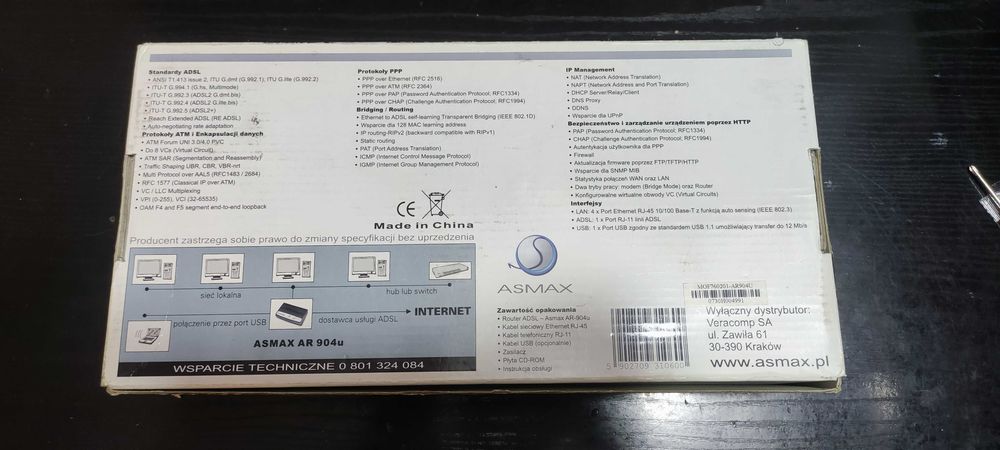 Standardy ADSL
• ANSI T1.413 issue 2, ITU G.dmt (G.992.1); ITU G.lite (G.992.2)
• ITU-T G.994.1 (G.hs, Multimode)
• ITU-T G.992.3 (ADSL2 G.dmt.bis)
• ITU-T G.992.4 (ADSL2 G.lite.bis)
• ITU-T G.992.5 (ADSL2+)
• Reach Extended ADSL (RE ADSL)
• Auto-negotiating rate adaptation
Protokoły ATM i Enkapsulacji danych
• ATM Forum UNI 3.0/4.0 PVC
• Do 8 VCs (Virtual Circuit)
• ATM SAR (Segmentation and Reassembly)
• Traffic Shaping UBR, CBR, VBR-nrt
• Multi Protocol over AAL5 (RFC1483 / 2684)
• RFC 1577 (Classical IP over ATM)
• VC / LLC Multiplexing
• VPI (0-255), VCI (32-65535)
• OAM F4 and F5 segment end-to-end loopback
Protokoły PPP
• PPP over Ethernet (RFC 2516)
• PPP over ATM (RFC 2364)
• PPP over PAP (Password Authentication Protocol; RFC1334)
• PPP over CHAP (Challenge Authentication Protocol; RFC1994)
Bridging / Routing
• Ethernet to ADSL self-learning Transparent Bridging (IEEE 802.1D)
• Wsparcie dla 128 MAC learning address
• IP routing-RIPv2 (backward compatible with RIPv1)
• Static routing
• PAT (Port Address Translation)
• ICMP (Internet Control Message Protocol)
• IGMP (Internet Group Management Protocol)
IP Management
• NAT (Network Address Translation)
• NAPT (Network Address and Port Translation)
• DHCP Server/Relay/Client
• DNS Proxy
• DDNS
• Wsparcie dla UPnP
Bezpieczeństwo i zarządzanie urządzeniem poprzez HTTP
• PAP (Password Authentication Protocol; RFC1334)
• CHAP (Challenge Authentication Protocol; RFC1994)
• Autentykacja użytkownika dla PPP
• Firewall
• Aktualizacja firmware poprzez FTP/TFTP/HTTP
• Wsparcie dla SNMP MIB
• Statystyka połączeń WAN oraz LAN
• Dwa tryby pracy: modem (Bridge Mode) oraz Router
• Konfigurowalne wirtualne obwody VC (Virtual Circuits)
Interfejsy
• LAN: 4 x Port Ethernet RJ-45 10/100 Base-T z funkcją auto sensing (IEEE 802.3)
• ADSL: 1 x Port RJ-11 linii ADSL
• USB: 1 x Port USB zgodny ze standardem USB 1.1 umożliwiający transfer do 12 Mb/s
CE
Made in China
Producent zastrzega sobie prawo do zmiany specyfikacji bez uprzedzenia
sieć lokalna
hub lub switch
połączenie przez port USB
dostawca usługi ADSL
INTERNET
ASMAX AR 904u
WSPARCIE TECHNICZNE 0 801 324 084
ASMAX
Zawartość opakowania
• Router ADSL – Asmax AR-904u
• Kabel sieciowy Ethernet RJ-45
• Kabel telefoniczny RJ-11
• Kabel USB (opcjonalnie)
• Zasilacz
• Płyta CD-ROM
• Instrukcja obsługi
5 902709 310600
MOF760201-AR904U
0730H004991
Wyłączny dystrybutor:
Veracomp SA
ul. Zawiła 61
30-390 Kraków
www.asmax.pl